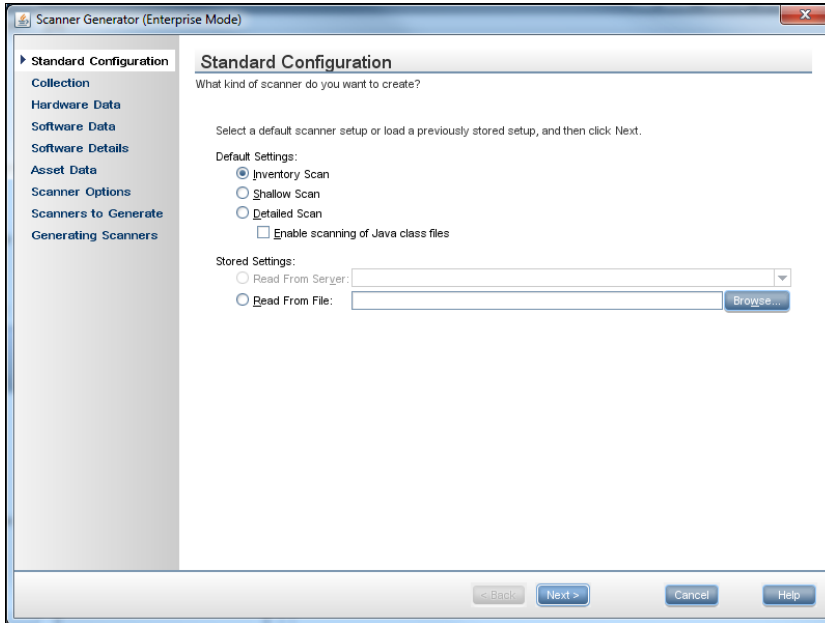 Scanner Generator (Enterprise Mode)
Standard Configuration
Collection
Hardware Data
Software Data
Software Details
Asset Data
Scanner Options
Scanners to Generate
Generating Scanners
Standard Configuration
What kind of scanner do you want to create?
Select a default scanner setup or load a previously stored setup, and then click Next.
Default Settings:
Inventory Scan
Shallow Scan
Detailed Scan
Enable scanning of Java class files
Stored Settings:
Read From Server:
Read From File:
Browse...
< Back
Next >
Cancel
Help